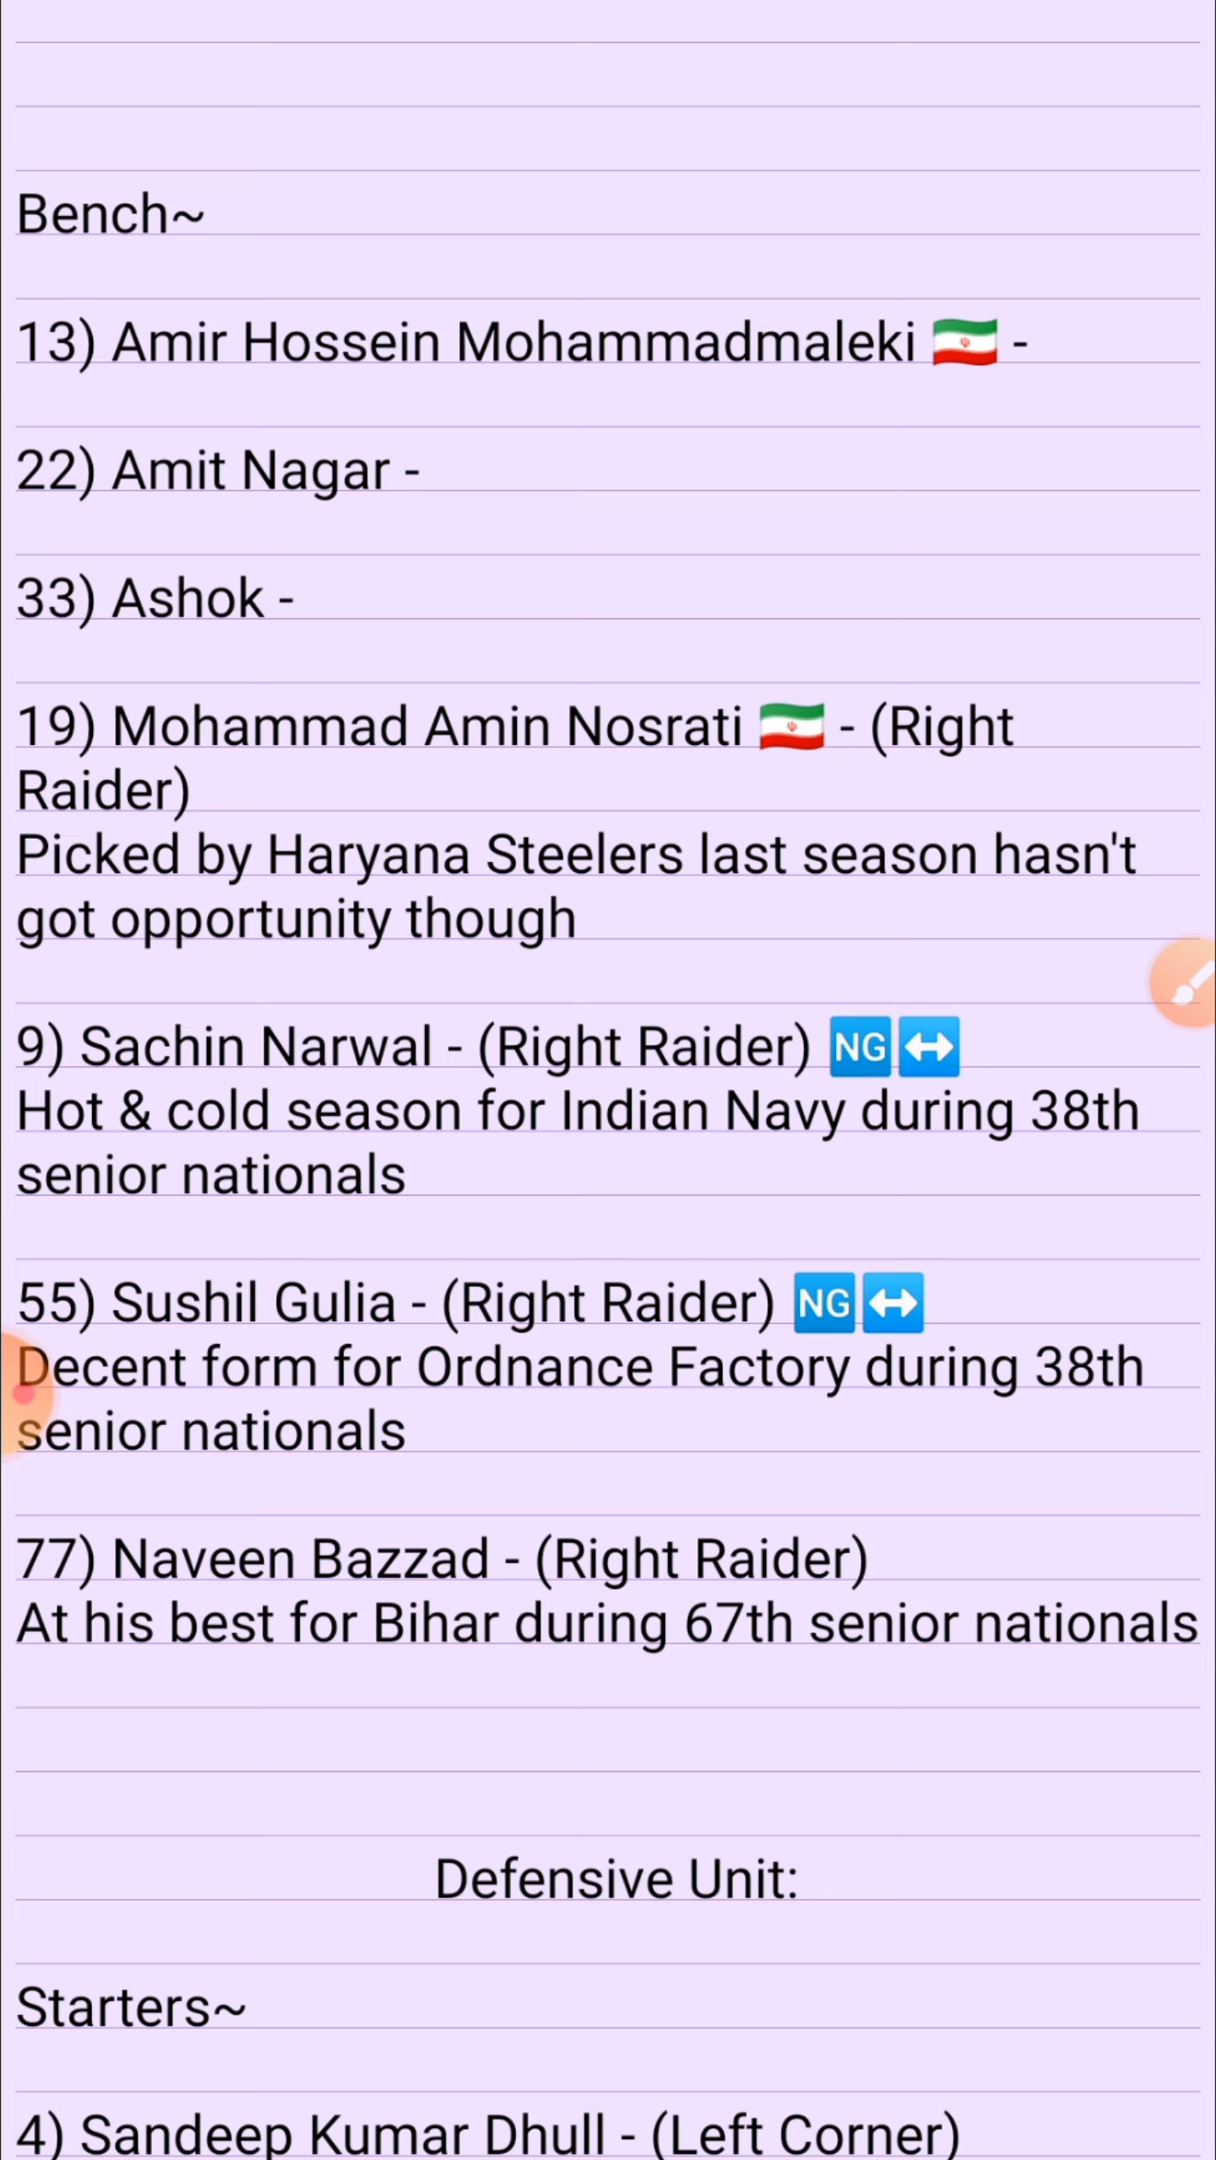 Bench~
13) Amir Hossein Mohammadmaleki 🇮🇷 -
22) Amit Nagar -
33) Ashok -
19) Mohammad Amin Nosrati 🇮🇷 - (Right
Raider)
Picked by Haryana Steelers last season hasn't
got opportunity though
9) Sachin Narwal - (Right Raider) NG ↔️
Hot & cold season for Indian Navy during 38th
senior nationals
55) Sushil Gulia - (Right Raider) NG ↔️
Decent form for Ordnance Factory during 38th
senior nationals
77) Naveen Bazzad - (Right Raider)
At his best for Bihar during 67th senior nationals
Defensive Unit:
Starters~
4) Sandeep Kumar Dhull - (Left Corner)